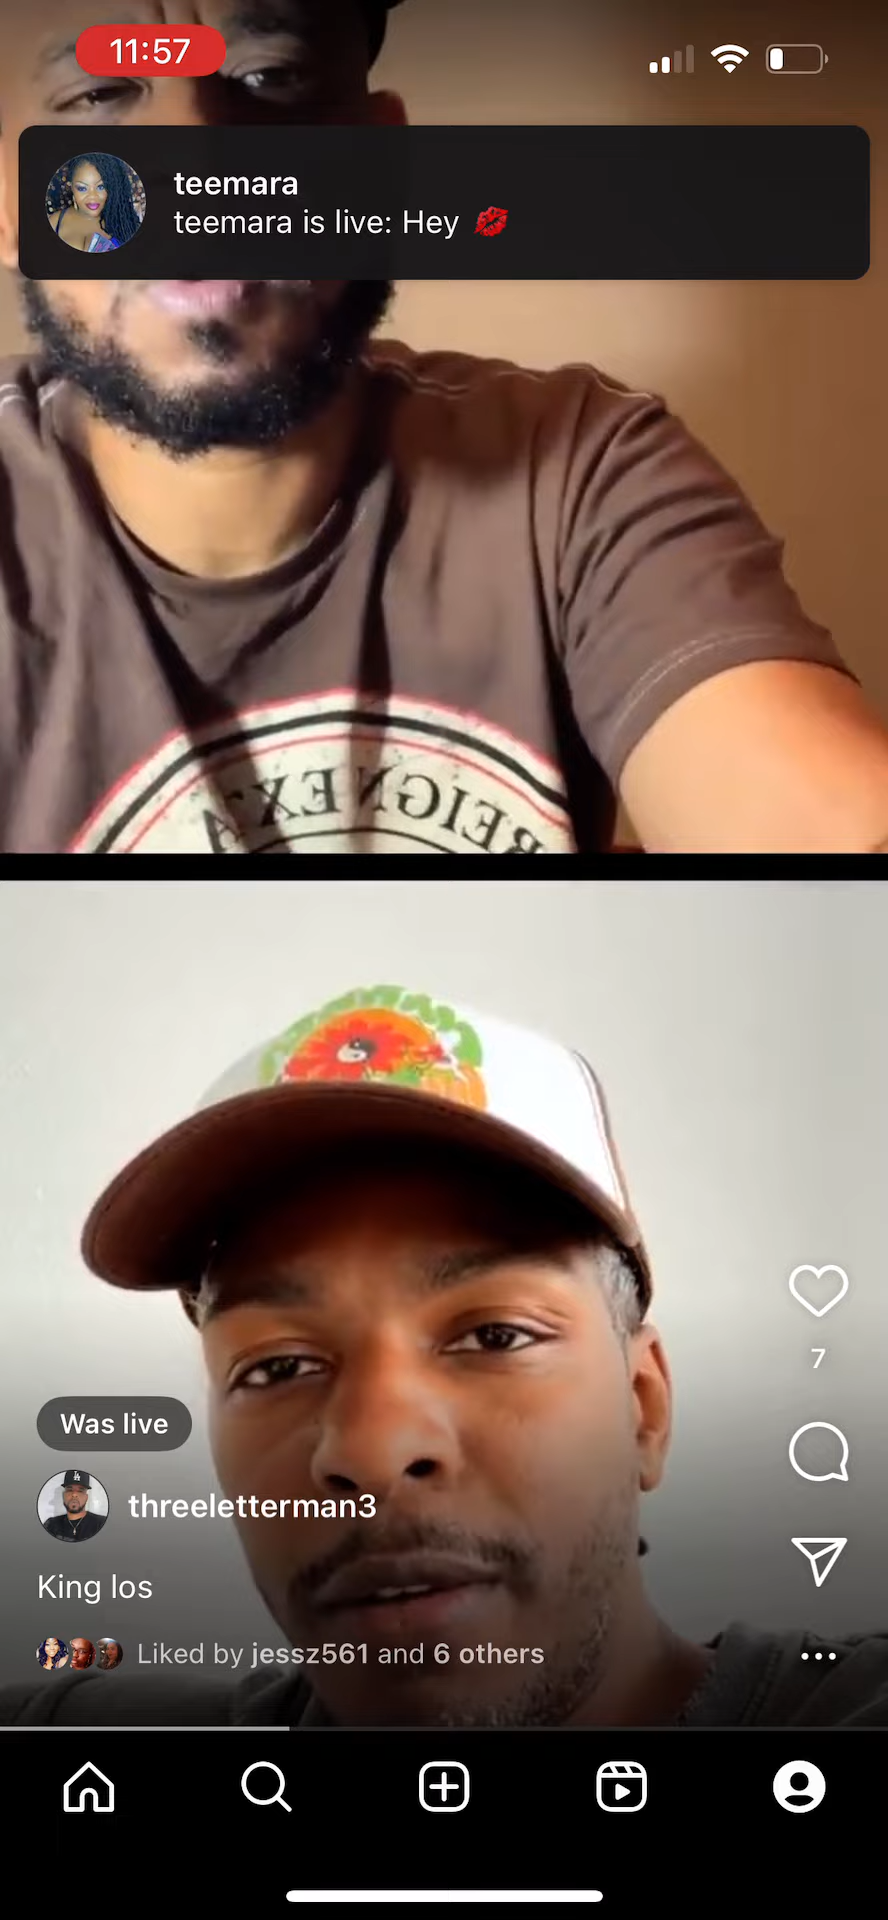 11:57
teemara
teemara is live: Hey 💋
REIGNEXT
Was live
threeletterman3
King los
Liked by jessz561 and 6 others
7